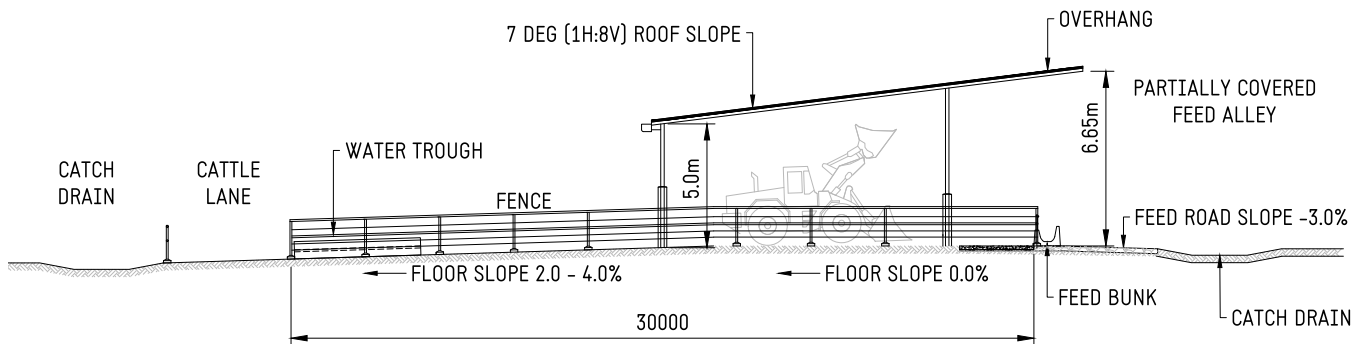 7 DEG (1H:8V) ROOF SLOPE
OVERHANG
PARTIALLY COVERED
FEED ALLEY
6.65m
5.0m
WATER TROUGH
CATCH
DRAIN
CATTLE
LANE
FENCE
FEED ROAD SLOPE -3.0%
FLOOR SLOPE 2.0 - 4.0%
FLOOR SLOPE 0.0%
FEED BUNK
CATCH DRAIN
30000